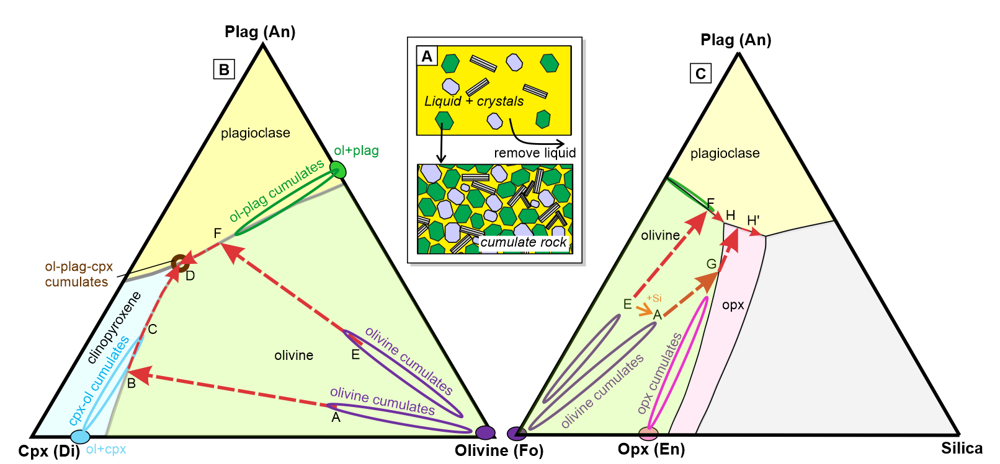 Plag (An)
B
plagioclase
ol+plag
ol-plag cumulates
F
D
ol-plag-cpx
cumulates
clinopyroxene
C
cpx-ol cumulates
B
olivine
E
olivine cumulates
olivine cumulates
A
Cpx (Di)
ol+cpx
Olivine (Fo)
A
Liquid + crystals
remove liquid
cumulate rock
Plag (An)
C
plagioclase
F
H
H'
olivine
G
E
+Si
A
opx
olivine cumulates
opx cumulates
Opx (En)
Silica